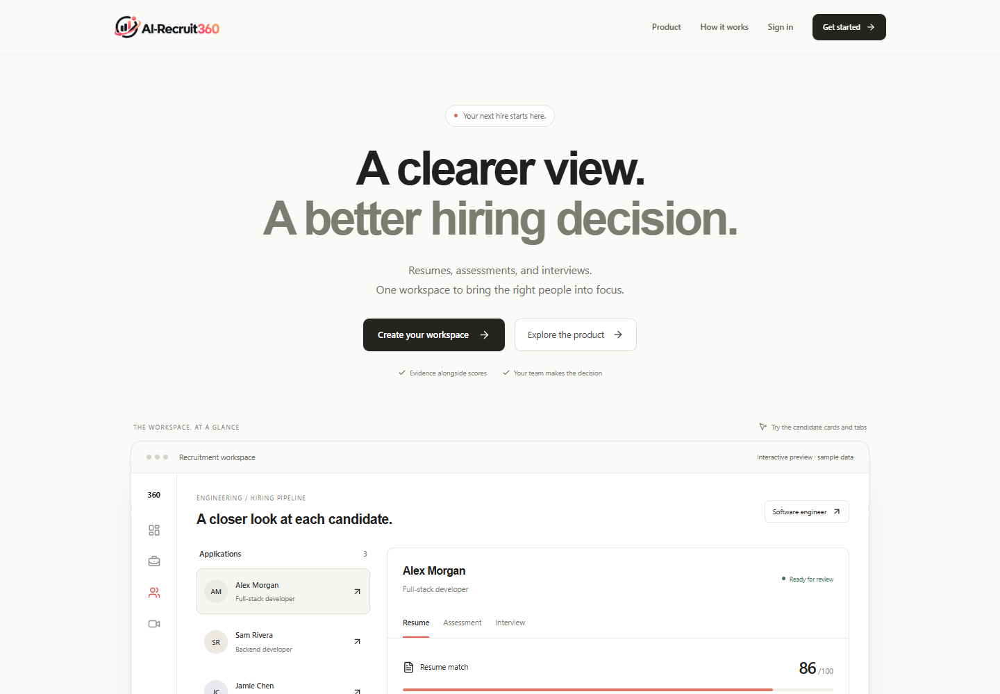 AI-Recruit360
Product
How it works
Sign in
Get started
Your next hire starts here.
A clearer view.
A better hiring decision.
Resumes, assessments, and interviews.
One workspace to bring the right people into focus.
Create your workspace
Explore the product
Evidence alongside scores
Your team makes the decision
THE WORKSPACE, AT A GLANCE
Try the candidate cards and tabs
Recruitment workspace
Interactive preview · sample data
360
ENGINEERING / HIRING PIPELINE
A closer look at each candidate.
Software engineer
Applications
3
AM
Alex Morgan
Full-stack developer
SR
Sam Rivera
Backend developer
JC
Jamie Chen
Alex Morgan
Full-stack developer
Ready for review
Resume
Assessment
Interview
Resume match
86 /100